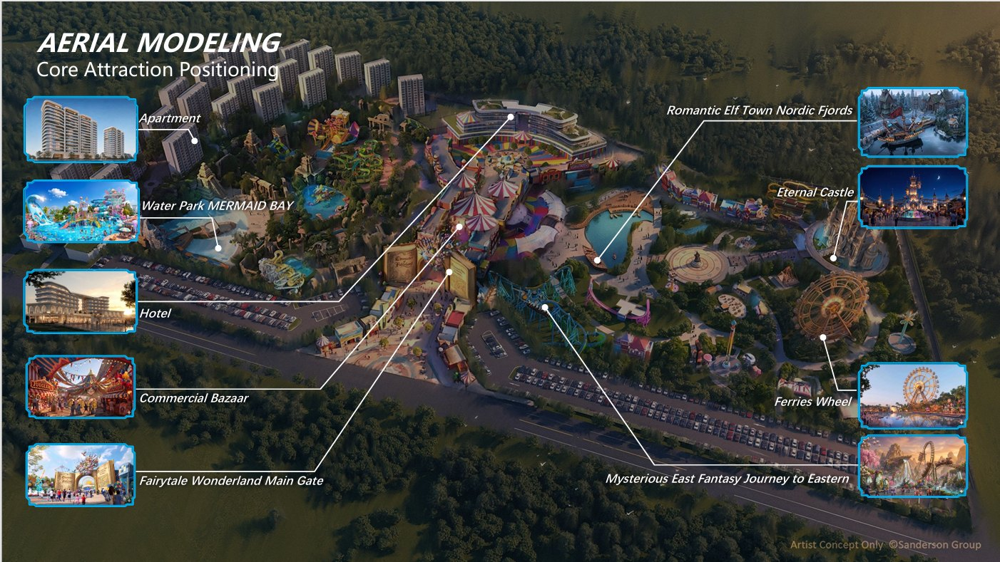 AERIAL MODELING
Core Attraction Positioning
Apartment
Water Park MERMAID BAY
Hotel
Commercial Bazaar
Fairytale Wonderland Main Gate
Romantic Elf Town Nordic Fjords
Eternal Castle
Ferries Wheel
Mysterious East Fantasy Journey to Eastern
Artist Concept Only ©Sanderson Group